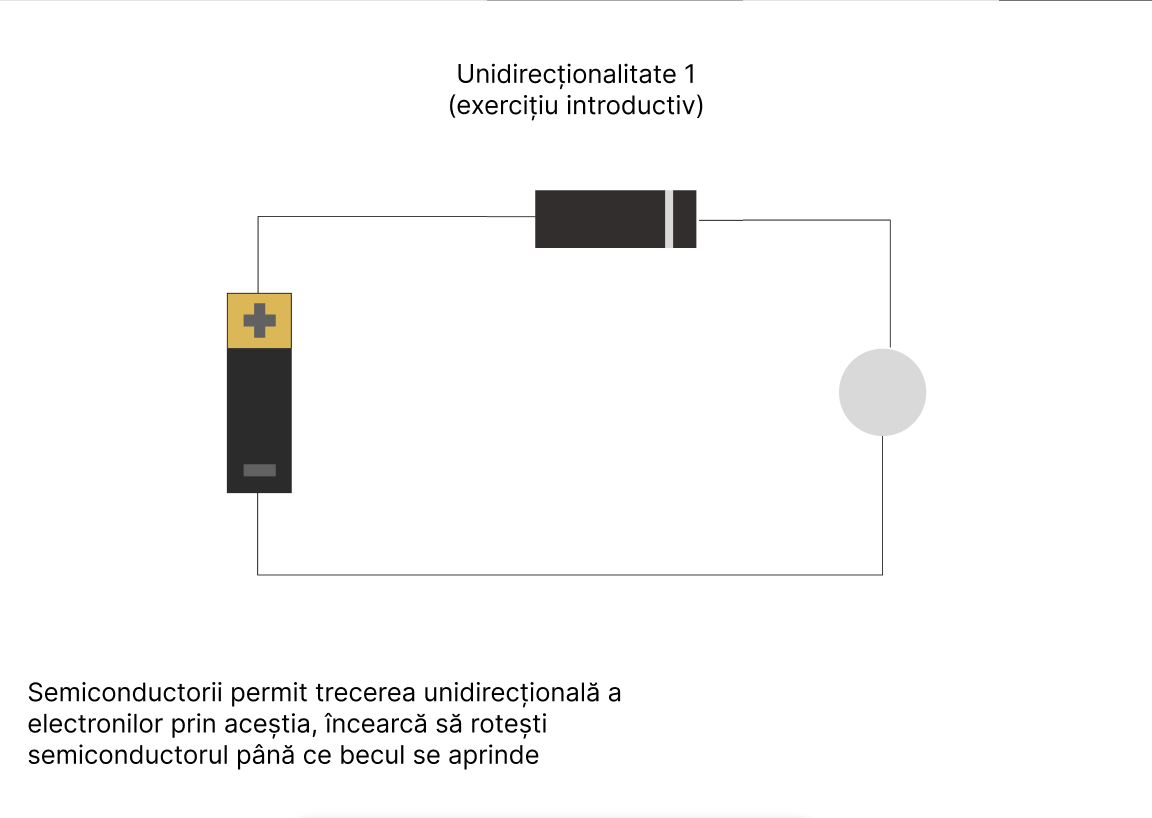 Unidirecționalitate 1
(exercițiu introductiv)
Semiconductorii permit trecerea unidirecțională a
electronilor prin aceștia, încearcă să rotești
semiconductorul până ce becul se aprinde